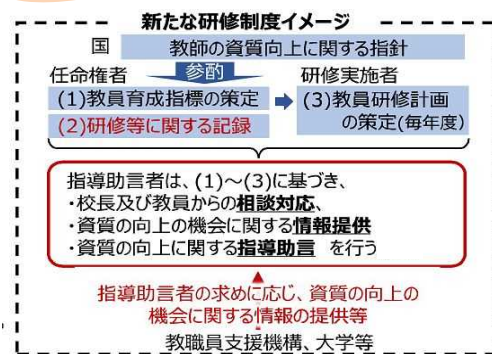 新たな研修制度イメージ
国 教師の資質向上に関する指針
任命権者 参酌 研修実施者
(1)教員育成指標の策定 (3)教員研修計画
(2)研修等に関する記録 の策定(毎年度)
指導助言者は、(1)～(3)に基づき、
・校長及び教員からの相談対応、
・資質の向上の機会に関する情報提供
・資質の向上に関する指導助言 を行う
指導助言者の求めに応じ、資質の向上の
機会に関する情報の提供等
教職員支援機構、大学等